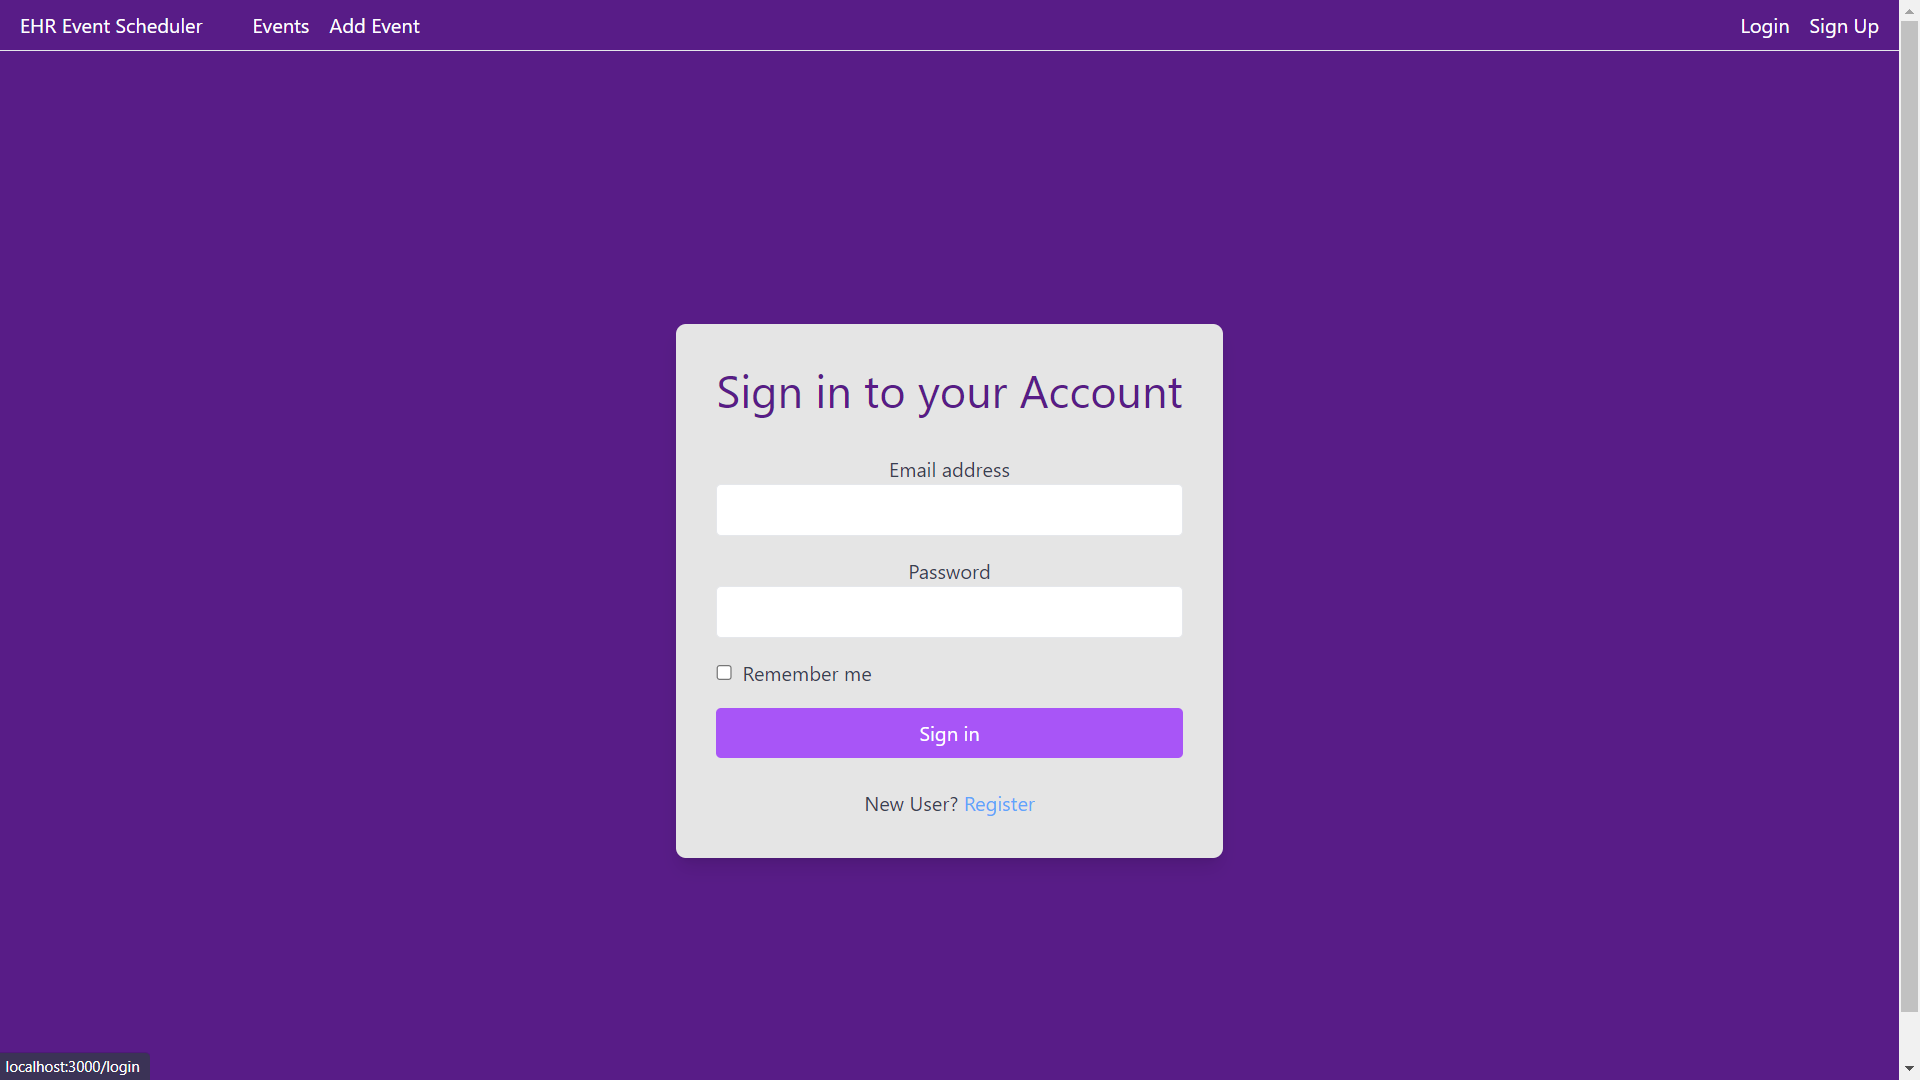 EHR Event Scheduler Events Add Event Login Sign Up
Sign in to your Account
Email address
Password
Remember me
Sign in
New User? Register
localhost:3000/login